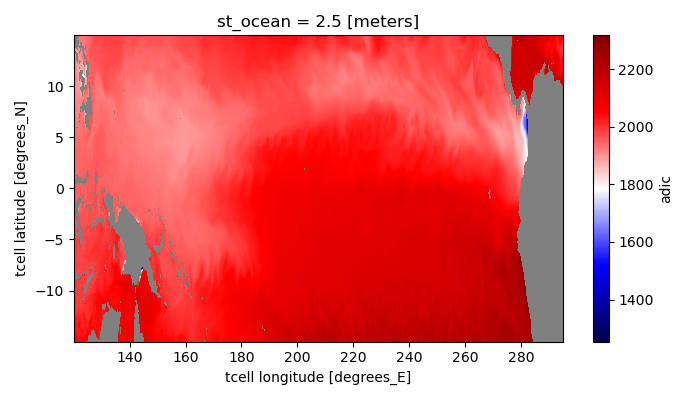 st_ocean = 2.5 [meters]
10
5
0
−5
−10
tcell latitude [degrees_N]
140 160 180 200 220 240 260 280
tcell longitude [degrees_E]
2200
2000
1800
1600
1400
adic